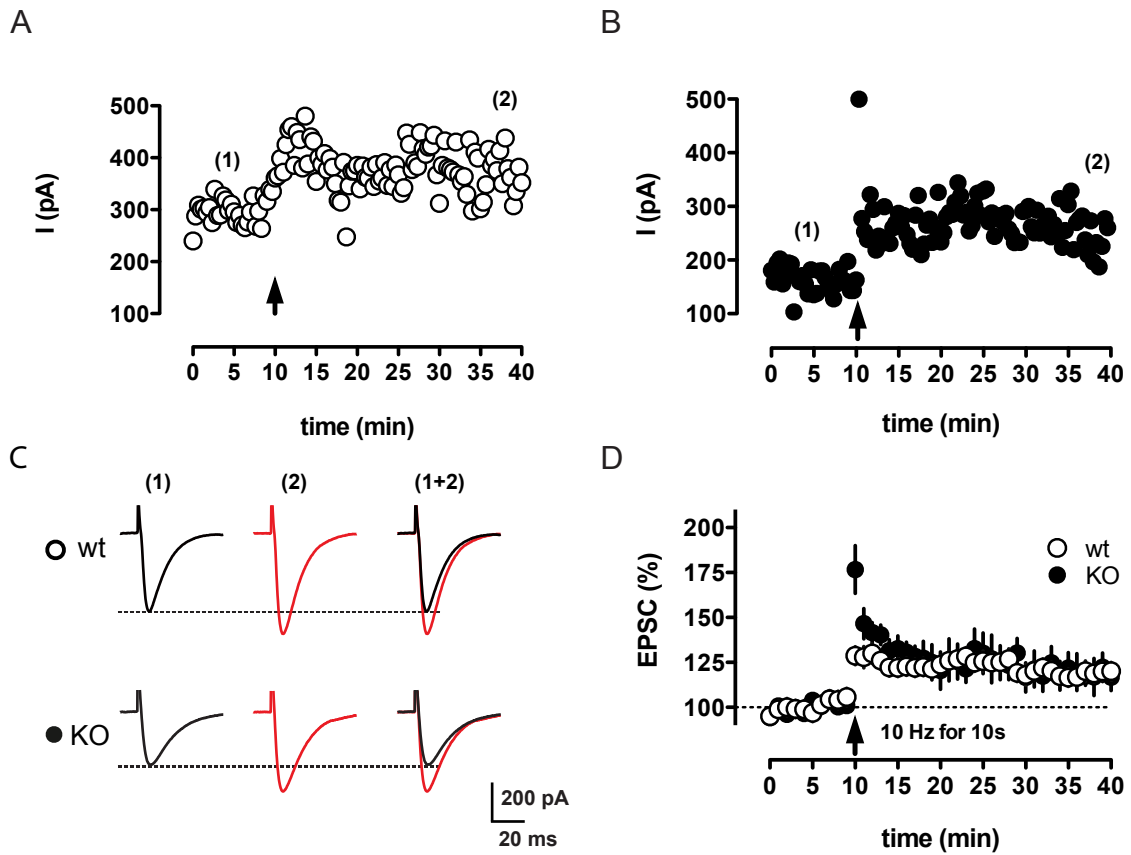 A
500
400
300
200
100
I (pA)
(1)
(2)
0 5 10 15 20 25 30 35 40
time (min)
B
500
400
300
200
100
I (pA)
(1)
(2)
0 5 10 15 20 25 30 35 40
time (min)
C
(1) (2) (1+2)
wt
KO
200 pA
20 ms
D
200
175
150
125
100
EPSC (%)
wt
KO
10 Hz for 10s
0 5 10 15 20 25 30 35 40
time (min)